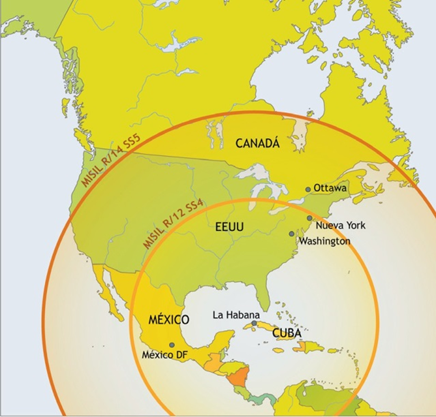 MISIL R/14 SS5
CANADÁ
Ottawa
MISIL R/12 SS4
EEUU
Nueva York
Washington
La Habana
MÉXICO
CUBA
México DF